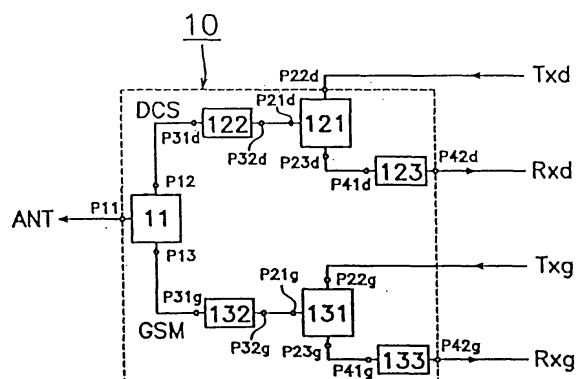 10
P22d
Txd
DCS
P21d
122
121
P31d
P32d
P23d
P42d
123
P41d
Rxd
P12
P11
ANT
11
P13
Txg
P21g
P22g
P31g
132
131
GSM
P32g
P23g
P42g
133
P41g
Rxg